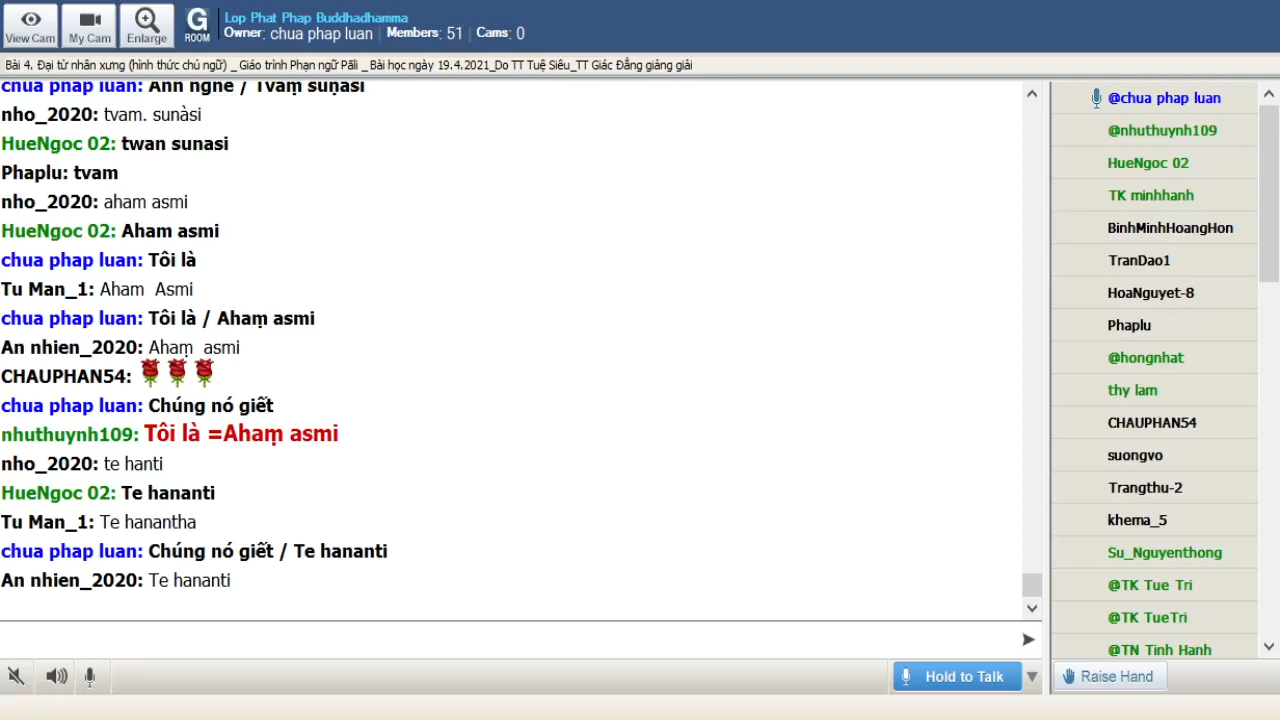 View Cam
My Cam
Enlarge
G
ROOM
Lop Phat Phap Buddhadhamma
Owner: chua phap luan | Members: 51 | Cams: 0
Bài 4. Đại từ nhân xưng (hình thức chủ ngữ) _ Giáo trình Phạn ngữ Pāli _ Bài học ngày 19.4.2021_Do TT Tuệ Siêu_TT Giác Đẳng giảng giải
chua phap luan: Anh nghe / Tvaṃ suṇasi
nho_2020: tvam. sunàsi
HueNgoc 02: twan sunasi
Phaplu: tvam
nho_2020: aham asmi
HueNgoc 02: Aham asmi
chua phap luan: Tôi là
Tu Man_1: Aham Asmi
chua phap luan: Tôi là / Ahaṃ asmi
An nhien_2020: Ahaṃ asmi
CHAUPHAN54:
chua phap luan: Chúng nó giết
nhuthuynh109: Tôi là =Ahaṃ asmi
nho_2020: te hanti
HueNgoc 02: Te hananti
Tu Man_1: Te hanantha
chua phap luan: Chúng nó giết / Te hananti
An nhien_2020: Te hananti
@chua phap luan
@nhuthuynh109
HueNgoc 02
TK minhhanh
BinhMinhHoangHon
TranDao1
HoaNguyet-8
Phaplu
@hongnhat
thy lam
CHAUPHAN54
suongvo
Trangthu-2
khema_5
Su_Nguyenthong
@TK Tue Tri
@TK TueTri
@TN Tinh Hanh
Hold to Talk
Raise Hand